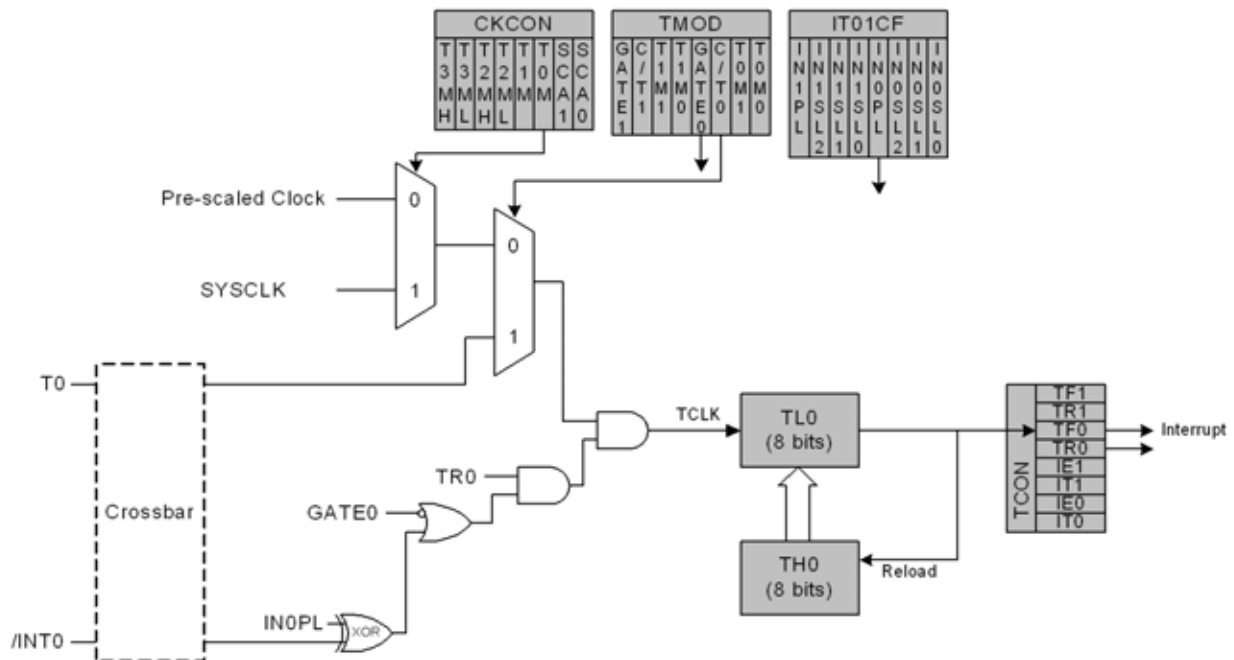 CKCON
T3MH
T3ML
T2MH
T2ML
T1M
T0M
SCA1
SCA0
TMOD
GATE1
C/T1
T1M1
T1M0
GATE0
C/T0
T0M1
T0M0
IT01CF
IN1PL
IN1SL2
IN1SL1
IN1SL0
IN0PL
IN0SL2
IN0SL1
IN0SL0
Pre-scaled Clock
0
SYSCLK
1
0
1
T0
Crossbar
/INT0
GATE0
TR0
IN0PL
XOR
TCLK
TL0
(8 bits)
TH0
(8 bits)
Reload
TCON
TF1
TR1
TF0
TR0
IE1
IT1
IE0
IT0
Interrupt